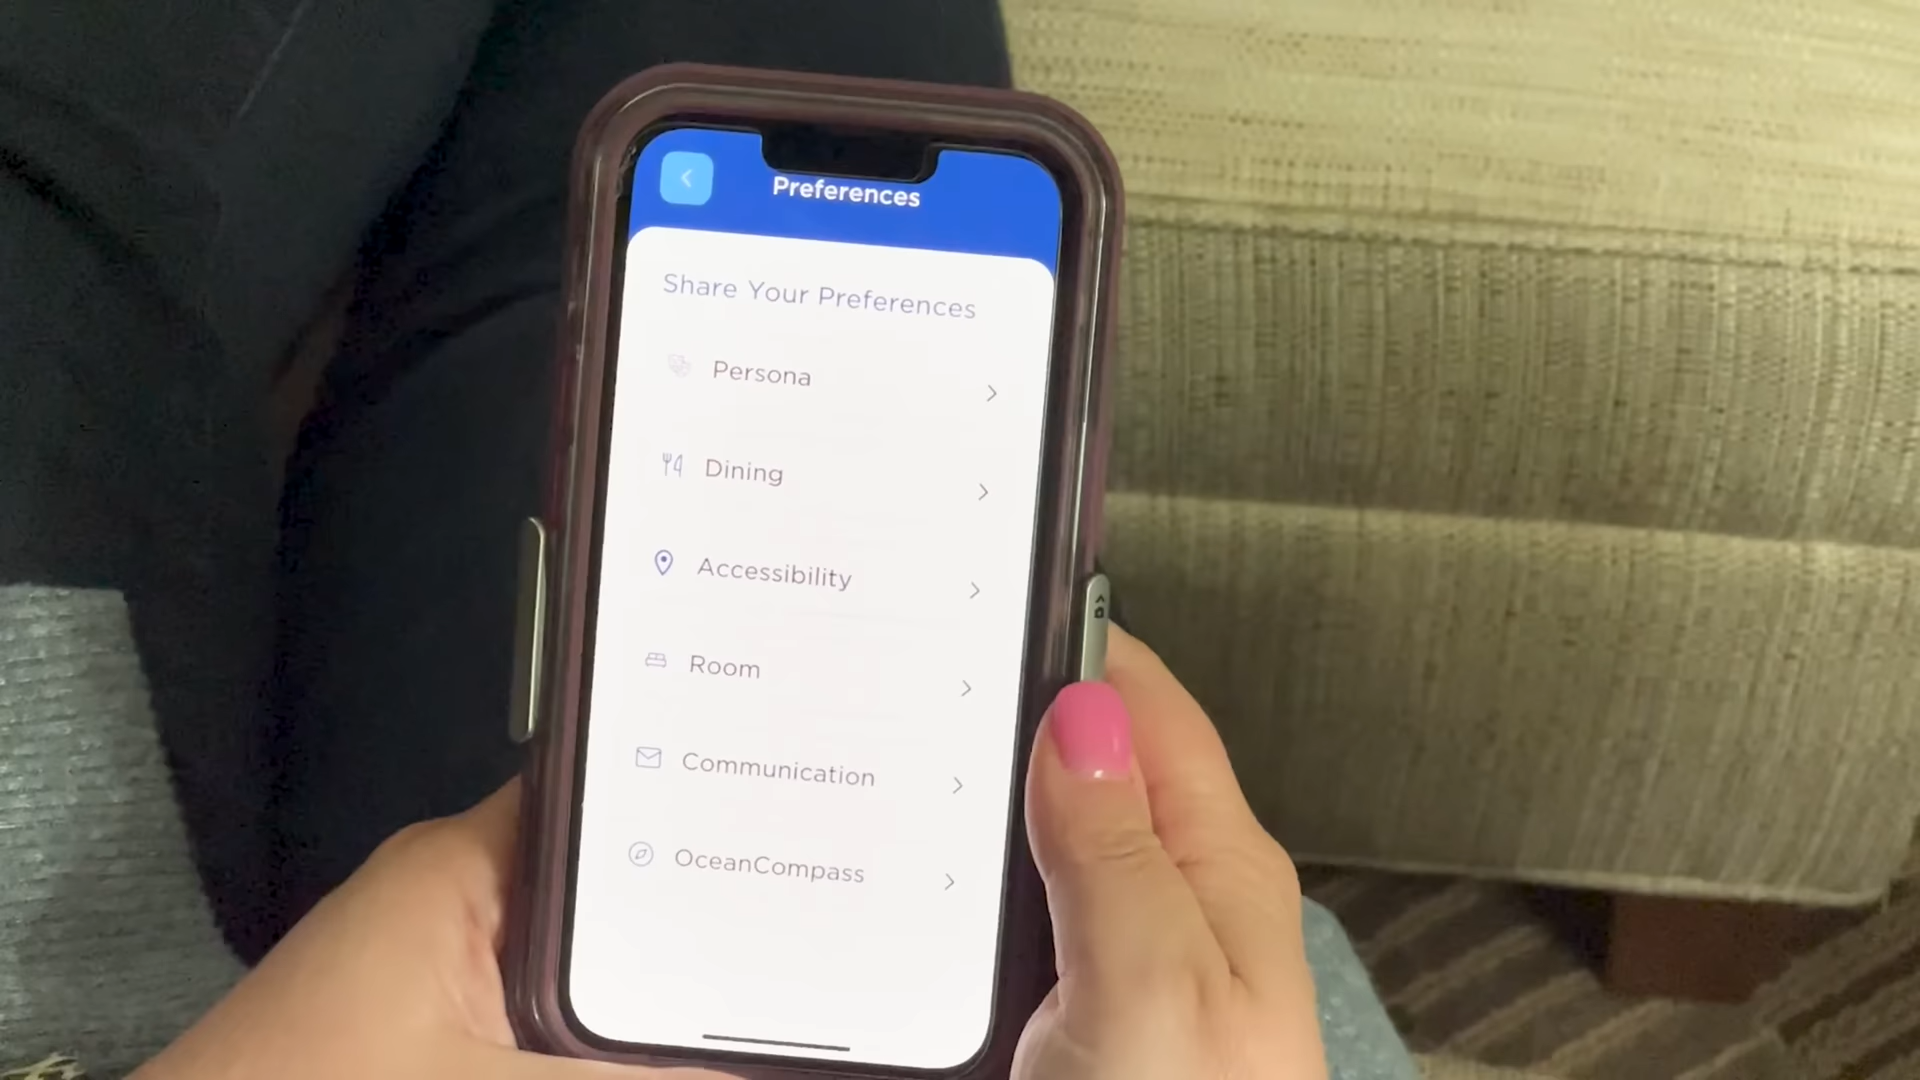 Preferences
Share Your Preferences
Persona
Dining
Accessibility
Room
Communication
OceanCompass